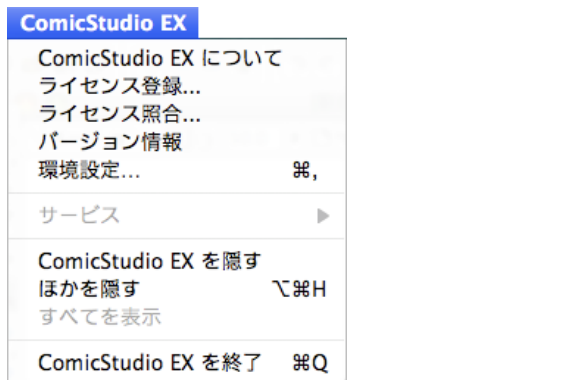 ComicStudio EX
ComicStudio EX について
ライセンス登録...
ライセンス照合...
バージョン情報
環境設定... ⌘,
サービス ▶
ComicStudio EX を隠す
ほかを隠す ⌥⌘H
すべてを表示
ComicStudio EX を終了 ⌘Q